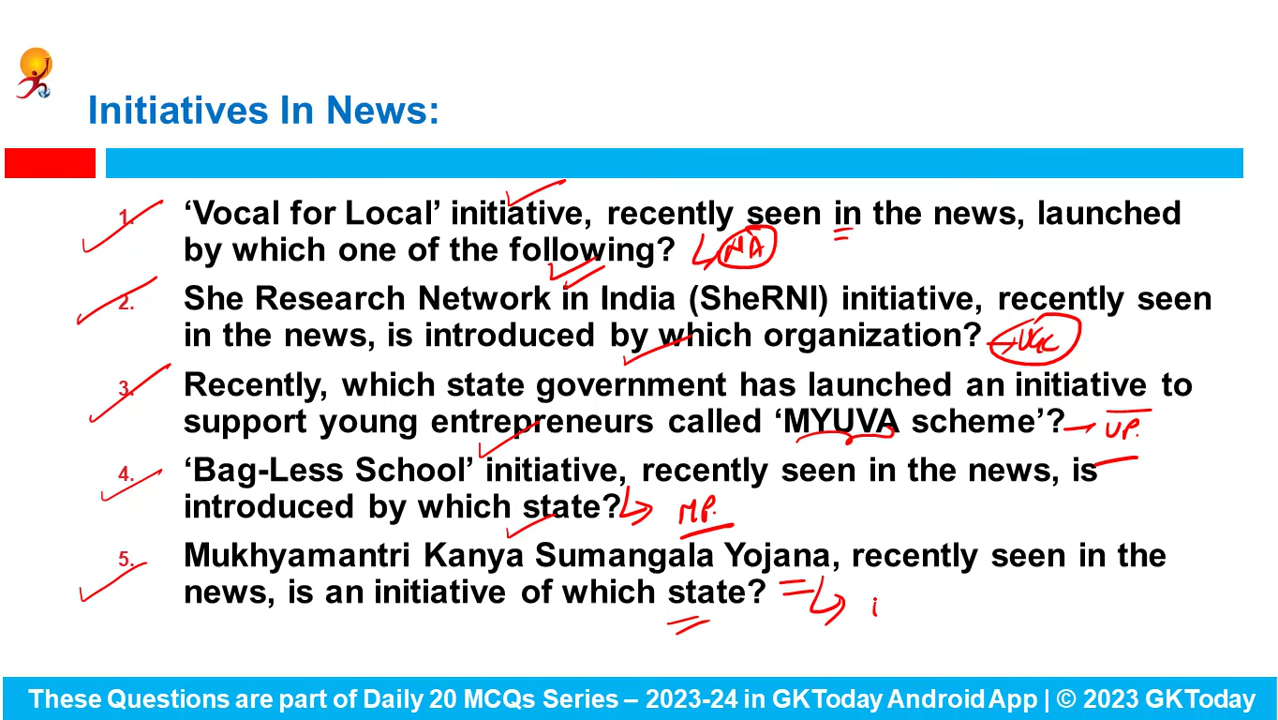 Initiatives In News:
1. ‘Vocal for Local’ initiative, recently seen in the news, launched
by which one of the following? NA
2. She Research Network in India (SheRNI) initiative, recently seen
in the news, is introduced by which organization? UGC
3. Recently, which state government has launched an initiative to
support young entrepreneurs called ‘MYUVA scheme’? UP.
4. ‘Bag-Less School’ initiative, recently seen in the news, is
introduced by which state? MP.
5. Mukhyamantri Kanya Sumangala Yojana, recently seen in the
news, is an initiative of which state?
These Questions are part of Daily 20 MCQs Series – 2023-24 in GKToday Android App | © 2023 GKToday